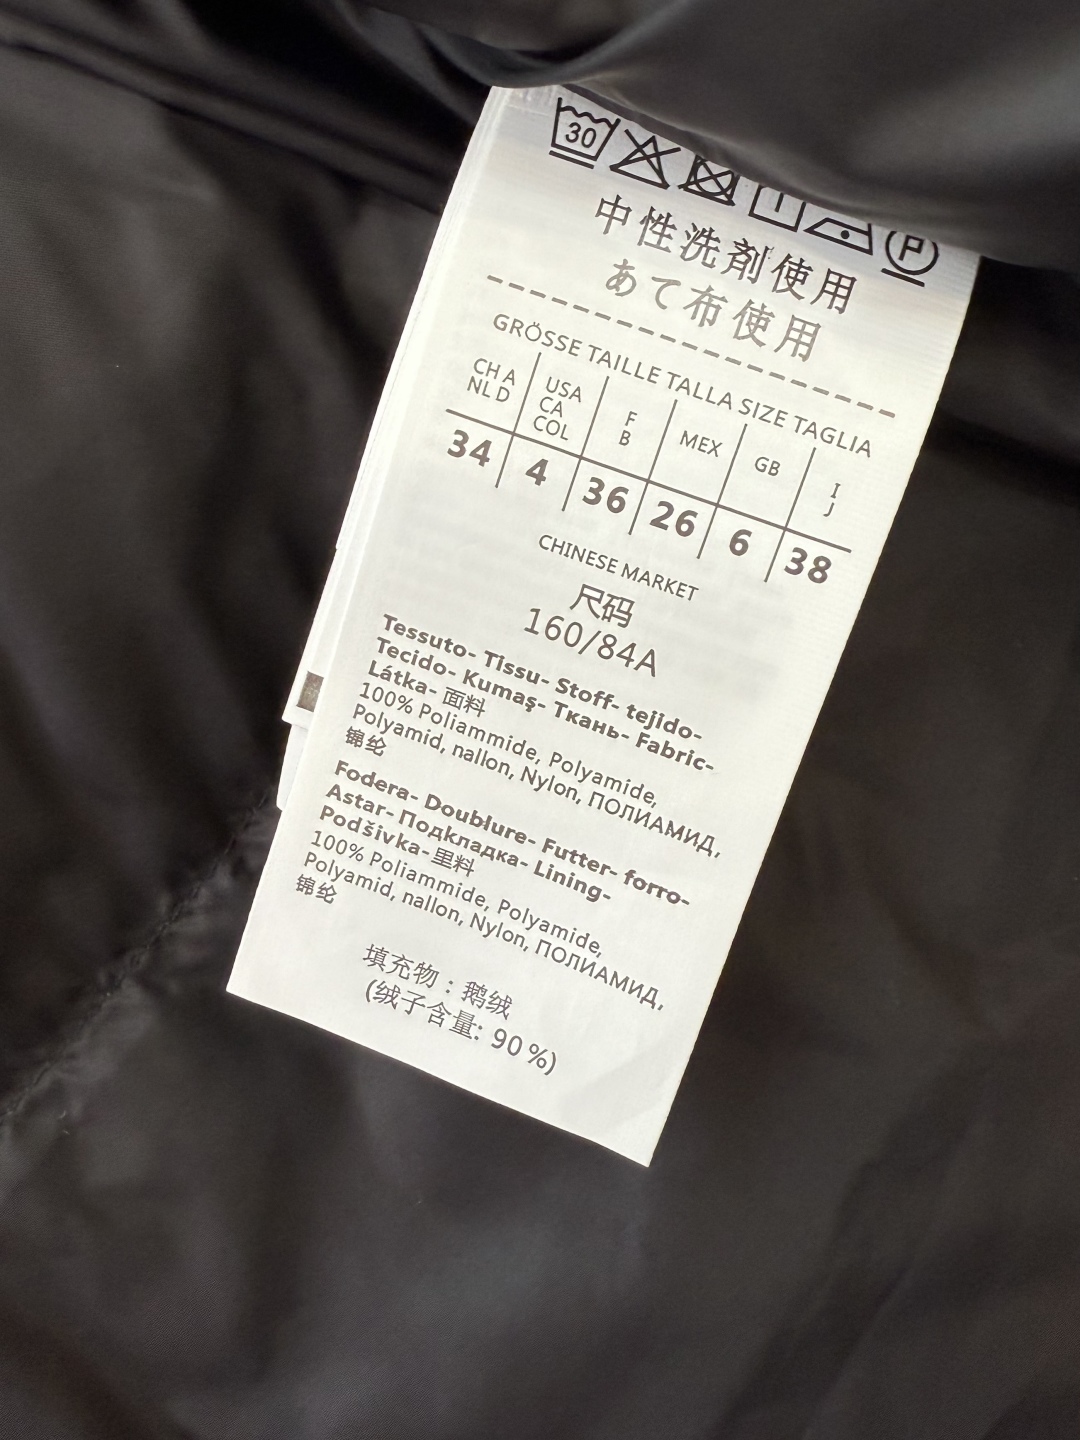 30 P
中性洗剤使用
あて布使用
GRÖSSE TAILLE TALLA SIZE TAGLIA
CH A
NL D
USA
CA
COL
F
B
MEX
GB
I
J
34 4 36 26 6 38
CHINESE MARKET
尺码
160/84A
Tessuto- Tissu- Stoff- tejido-
Tecido- Kumaş- Ткань- Fabric-
Látka- 面料
100% Poliammide, Polyamide,
Polyamid, nallon, Nylon, ПОЛИАМИД,
锦纶
Fodera- Doublure- Futter- forro-
Astar- Подкладка- Lining-
Podšívka- 里料
100% Poliammide, Polyamide,
Polyamid, nallon, Nylon, ПОЛИАМИД,
锦纶
填充物：鹅绒
(绒子含量: 90%)